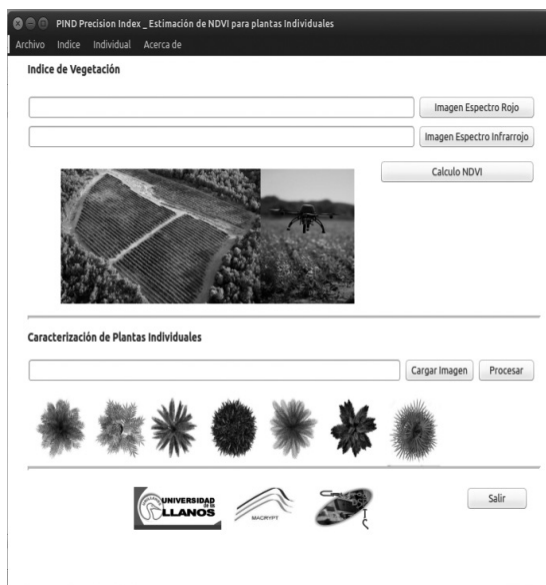 PIND Precision Index _ Estimación de NDVI para plantas Individuales
Archivo Indice Individual Acerca de
Indice de Vegetación
Imagen Espectro Rojo
Imagen Espectro Infrarrojo
Calculo NDVI
Caracterización de Plantas Individuales
Cargar Imagen Procesar
UNIVERSIDAD
de los
LLANOS
MACRYPT
Salir